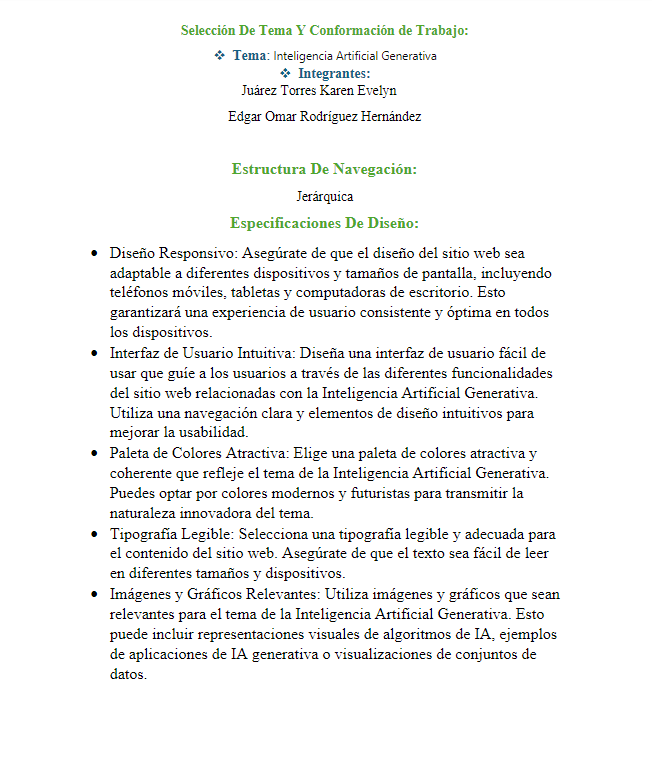 Selección De Tema Y Conformación de Trabajo:
❖ Tema: Inteligencia Artificial Generativa
❖ Integrantes:
Juárez Torres Karen Evelyn
Edgar Omar Rodríguez Hernández
Estructura De Navegación:
Jerárquica
Especificaciones De Diseño:
• Diseño Responsivo: Asegúrate de que el diseño del sitio web sea
adaptable a diferentes dispositivos y tamaños de pantalla, incluyendo
teléfonos móviles, tabletas y computadoras de escritorio. Esto
garantizará una experiencia de usuario consistente y óptima en todos
los dispositivos.
• Interfaz de Usuario Intuitiva: Diseña una interfaz de usuario fácil de
usar que guíe a los usuarios a través de las diferentes funcionalidades
del sitio web relacionadas con la Inteligencia Artificial Generativa.
Utiliza una navegación clara y elementos de diseño intuitivos para
mejorar la usabilidad.
• Paleta de Colores Atractiva: Elige una paleta de colores atractiva y
coherente que refleje el tema de la Inteligencia Artificial Generativa.
Puedes optar por colores modernos y futuristas para transmitir la
naturaleza innovadora del tema.
• Tipografía Legible: Selecciona una tipografía legible y adecuada para
el contenido del sitio web. Asegúrate de que el texto sea fácil de leer
en diferentes tamaños y dispositivos.
• Imágenes y Gráficos Relevantes: Utiliza imágenes y gráficos que sean
relevantes para el tema de la Inteligencia Artificial Generativa. Esto
puede incluir representaciones visuales de algoritmos de IA, ejemplos
de aplicaciones de IA generativa o visualizaciones de conjuntos de
datos.